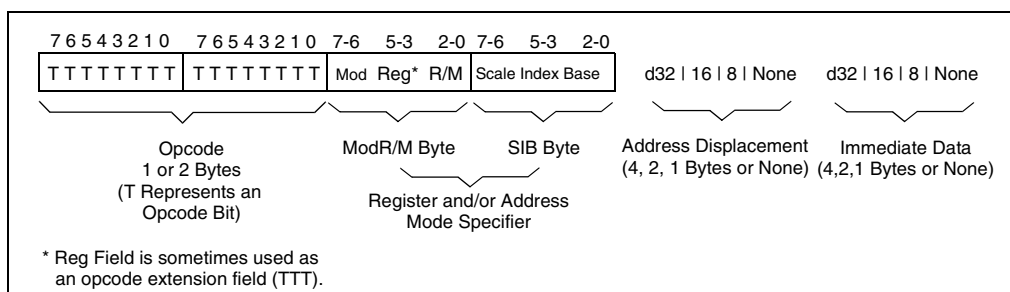 7 6 5 4 3 2 1 0 7 6 5 4 3 2 1 0 7-6 5-3 2-0 7-6 5-3 2-0
T T T T T T T T T T T T T T T T Mod Reg* R/M Scale Index Base d32 | 16 | 8 | None d32 | 16 | 8 | None
Opcode
1 or 2 Bytes
(T Represents an
Opcode Bit)
ModR/M Byte
SIB Byte
Register and/or Address
Mode Specifier
Address Displacement
(4, 2, 1 Bytes or None)
Immediate Data
(4,2,1 Bytes or None)
* Reg Field is sometimes used as
an opcode extension field (TTT).